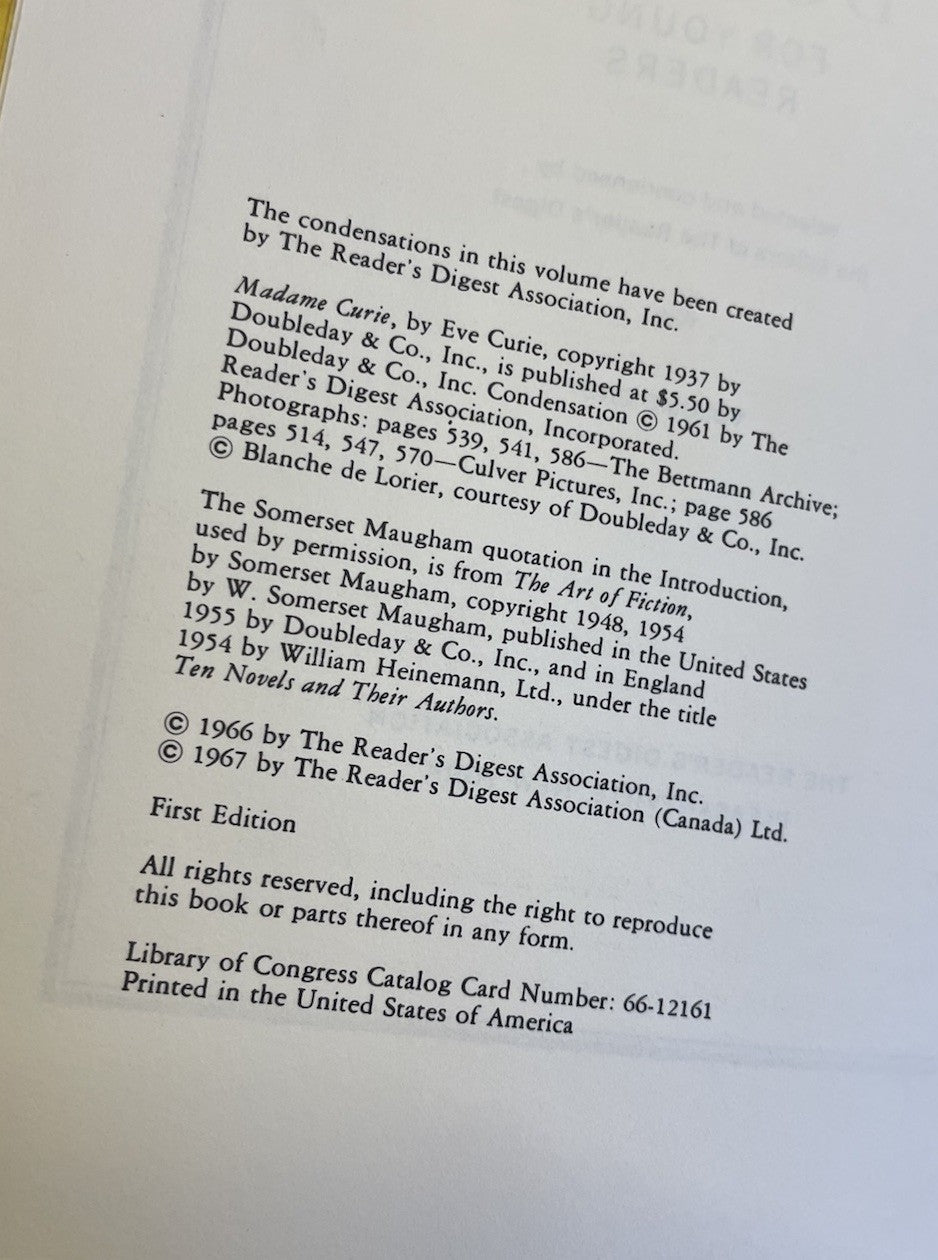 The condensations in this volume have been created
by The Reader's Digest Association, Inc.
Madame Curie, by Eve Curie, copyright 1937 by
Doubleday & Co., Inc., is published at $5.50 by
Doubleday & Co., Inc. Condensation © 1961 by The
Reader's Digest Association, Incorporated.
Photographs: pages 539, 541, 586—The Bettmann Archive;
pages 514, 547, 570—Culver Pictures, Inc.; page 586
© Blanche de Lorier, courtesy of Doubleday & Co., Inc.
The Somerset Maugham quotation in the Introduction,
used by permission, is from The Art of Fiction,
by Somerset Maugham, copyright 1948, 1954
by W. Somerset Maugham, published in the United States
1955 by Doubleday & Co., Inc., and in England
1954 by William Heinemann, Ltd., under the title
Ten Novels and Their Authors.
© 1966 by The Reader's Digest Association, Inc.
© 1967 by The Reader's Digest Association (Canada) Ltd.
First Edition
All rights reserved, including the right to reproduce
this book or parts thereof in any form.
Library of Congress Catalog Card Number: 66-12161
Printed in the United States of America